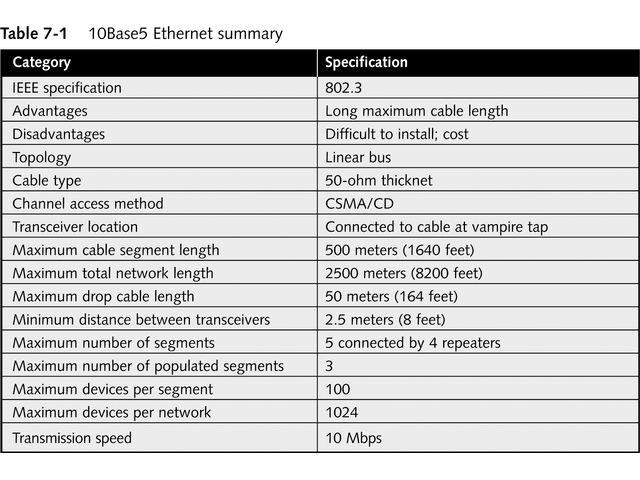 Table 7-1 10Base5 Ethernet summary
Category Specification
IEEE specification 802.3
Advantages Long maximum cable length
Disadvantages Difficult to install; cost
Topology Linear bus
Cable type 50-ohm thicknet
Channel access method CSMA/CD
Transceiver location Connected to cable at vampire tap
Maximum cable segment length 500 meters (1640 feet)
Maximum total network length 2500 meters (8200 feet)
Maximum drop cable length 50 meters (164 feet)
Minimum distance between transceivers 2.5 meters (8 feet)
Maximum number of segments 5 connected by 4 repeaters
Maximum number of populated segments 3
Maximum devices per segment 100
Maximum devices per network 1024
Transmission speed 10 Mbps